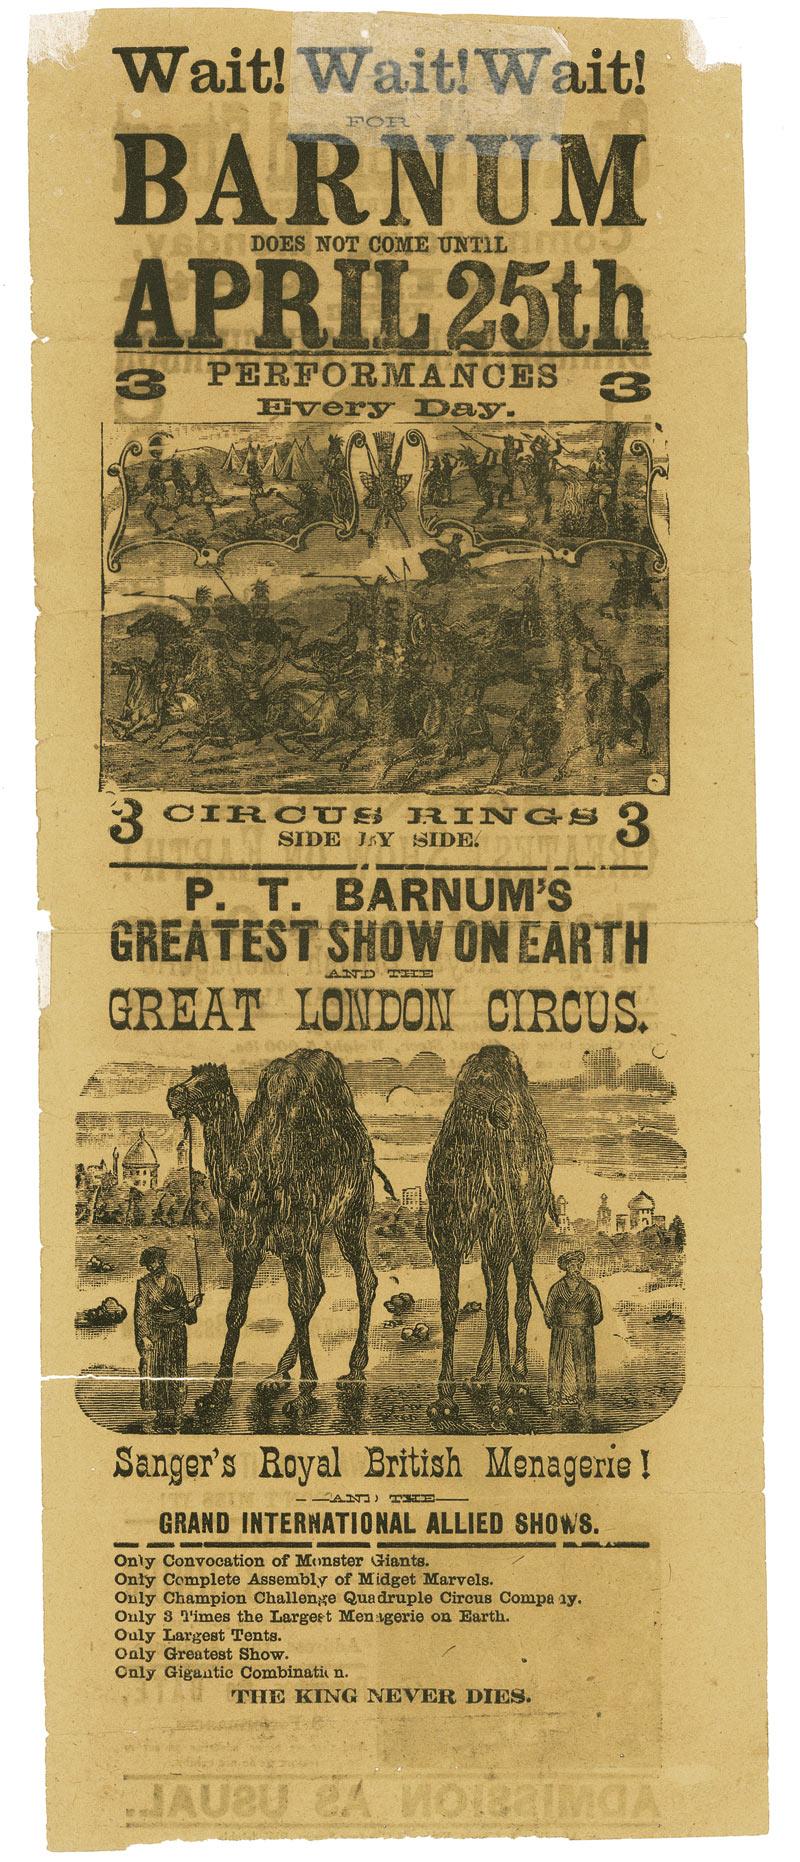 Wait! Wait! Wait!
FOR
BARNUM
DOES NOT COME UNTIL
APRIL 25th
3 PERFORMANCES 3
Every Day.
3 CIRCUS RINGS 3
SIDE BY SIDE.
P. T. BARNUM'S
GREATEST SHOW ON EARTH
AND THE
GREAT LONDON CIRCUS.
Sanger's Royal British Menagerie!
AND THE
GRAND INTERNATIONAL ALLIED SHOWS.
Only Convocation of Monster Giants.
Only Complete Assembly of Midget Marvels.
Only Champion Challenge Quadruple Circus Company.
Only 3 Times the Largest Menagerie on Earth.
Only Largest Tents.
Only Greatest Show.
Only Gigantic Combination.
THE KING NEVER DIES.
ADMISSION AS USUAL.